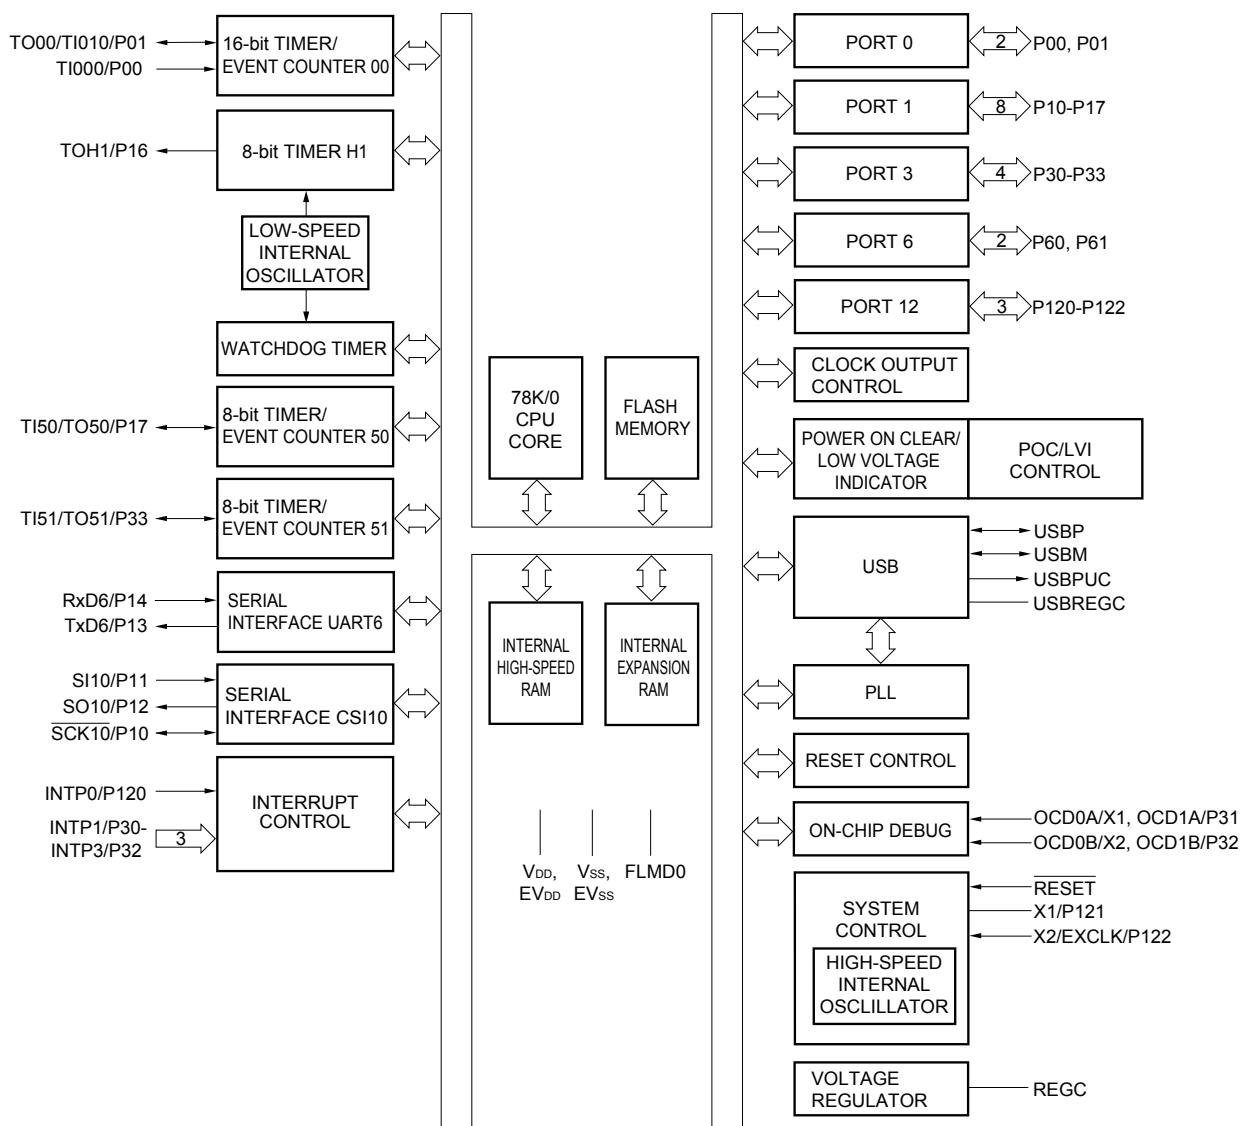 TO00/TI010/P01
TI000/P00
16-bit TIMER/
EVENT COUNTER 00
TOH1/P16
8-bit TIMER H1
LOW-SPEED
INTERNAL
OSCILLATOR
WATCHDOG TIMER
TI50/TO50/P17
8-bit TIMER/
EVENT COUNTER 50
TI51/TO51/P33
8-bit TIMER/
EVENT COUNTER 51
RxD6/P14
TxD6/P13
SERIAL
INTERFACE UART6
SI10/P11
SO10/P12
SCK10/P10
SERIAL
INTERFACE CSI10
INTP0/P120
INTP1/P30-
INTP3/P32
3
INTERRUPT
CONTROL
78K/0
CPU
CORE
FLASH
MEMORY
INTERNAL
HIGH-SPEED
RAM
INTERNAL
EXPANSION
RAM
VDD,
EVDD
VSS,
EVSS
FLMD0
PORT 0
2
P00, P01
PORT 1
8
P10-P17
PORT 3
4
P30-P33
PORT 6
2
P60, P61
PORT 12
3
P120-P122
CLOCK OUTPUT
CONTROL
POWER ON CLEAR/
LOW VOLTAGE
INDICATOR
POC/LVI
CONTROL
USB
USBP
USBM
USBPUC
USBREGC
PLL
RESET CONTROL
ON-CHIP DEBUG
OCD0A/X1, OCD1A/P31
OCD0B/X2, OCD1B/P32
SYSTEM
CONTROL
RESET
X1/P121
X2/EXCLK/P122
HIGH-SPEED
INTERNAL
OSCLILLATOR
VOLTAGE
REGULATOR
REGC